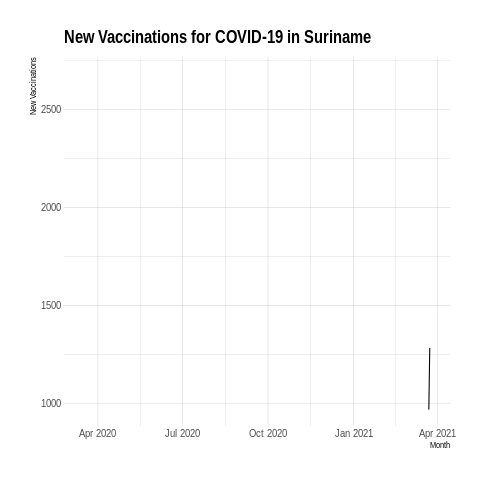 New Vaccinations for COVID-19 in Suriname
New Vaccinations
2500
2000
1500
1000
Apr 2020 Jul 2020 Oct 2020 Jan 2021 Apr 2021
Month